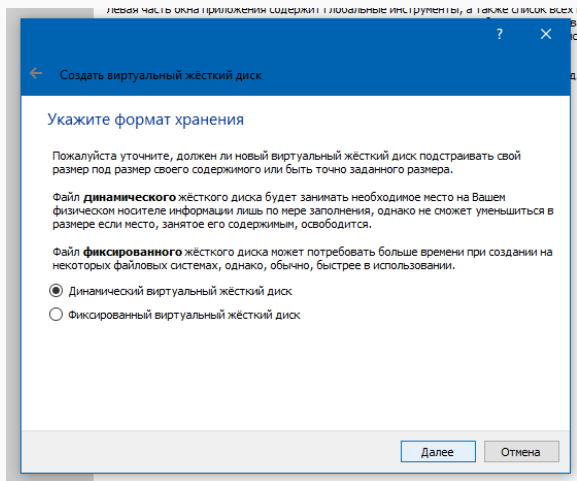 левая часть окна приложения содержит Глобальные инструменты, а также список всех
?
Создать виртуальный жёсткий диск
Укажите формат хранения
Пожалуйста уточните, должен ли новый виртуальный жёсткий диск подстраивать свой
размер под размер своего содержимого или быть точно заданного размера.
Файл динамического жёсткого диска будет занимать необходимое место на Вашем
физическом носителе информации лишь по мере заполнения, однако не сможет уменьшиться в
размере если место, занятое его содержимым, освободится.
Файл фиксированного жёсткого диска может потребовать больше времени при создании на
некоторых файловых системах, однако, обычно, быстрее в использовании.
Динамический виртуальный жёсткий диск
Фиксированный виртуальный жёсткий диск
Далее Отмена